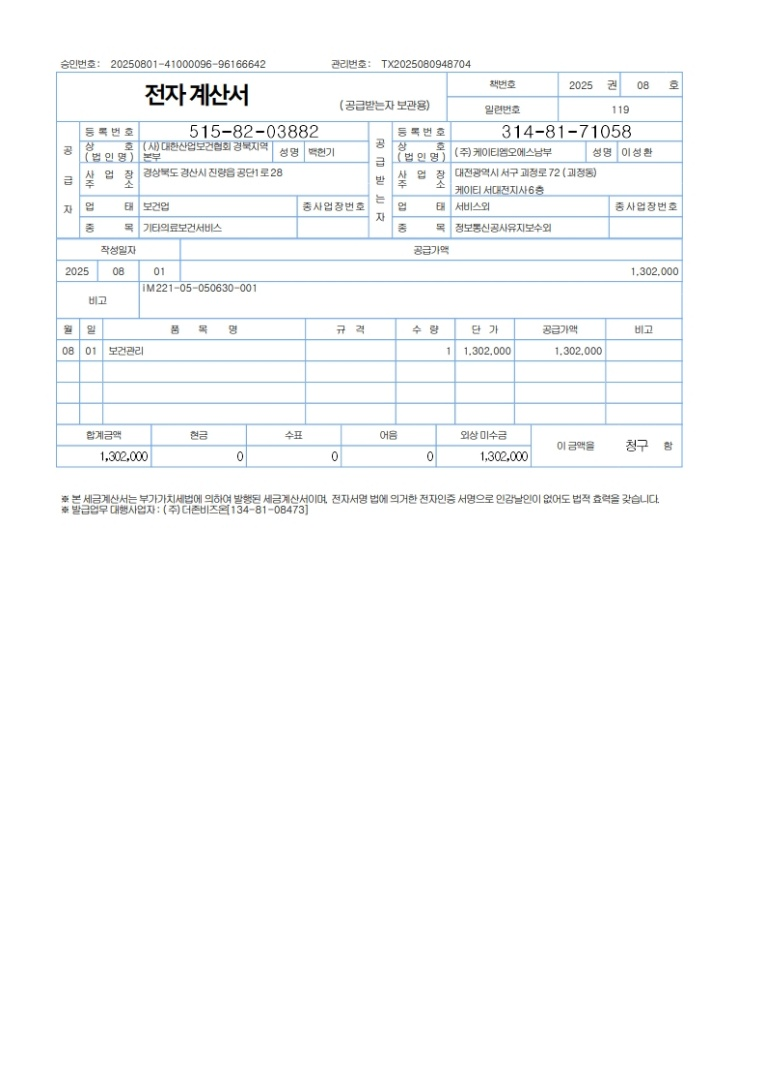 승인번호: 20250801-41000096-96166642 관리번호: TX2025080948704
전자 계산서
(공급받는자 보관용)
책번호 2025 권 08 호
일련번호 119
공급자
등록번호 515-82-03882
상호(법인명) (사)대한산업보건협회 경북지역본부 성명 백헌기
사업장주소 경상북도 경산시 진량읍 공단1로 28
업태 보건업 종사업장번호
종목 기타의료보건서비스
공급받는자
등록번호 314-81-71058
상호(법인명) (주)케이티엠오에스남부 성명 이성환
사업장주소 대전광역시 서구 괴정로 72 (괴정동)
케이티 서대전지사 6층
업태 서비스외 종사업장번호
종목 정보통신공사유지보수외
작성일자 공급가액
2025 08 01 1,302,000
비고 iM221-05-050630-001
월 일 품목명 규격 수량 단가 공급가액 비고
08 01 보건관리 1 1,302,000 1,302,000
합계금액 현금 수표 어음 외상미수금 이 금액을 청구 함
1,302,000 0 0 0 1,302,000
※ 본 세금계산서는 부가가치세법에 의하여 발행된 세금계산서이며, 전자서명 법에 의거한 전자인증 서명으로 인감날인이 없어도 법적 효력을 갖습니다.
※ 발급업무 대행사업자 : (주)더존비즈온[134-81-08473]